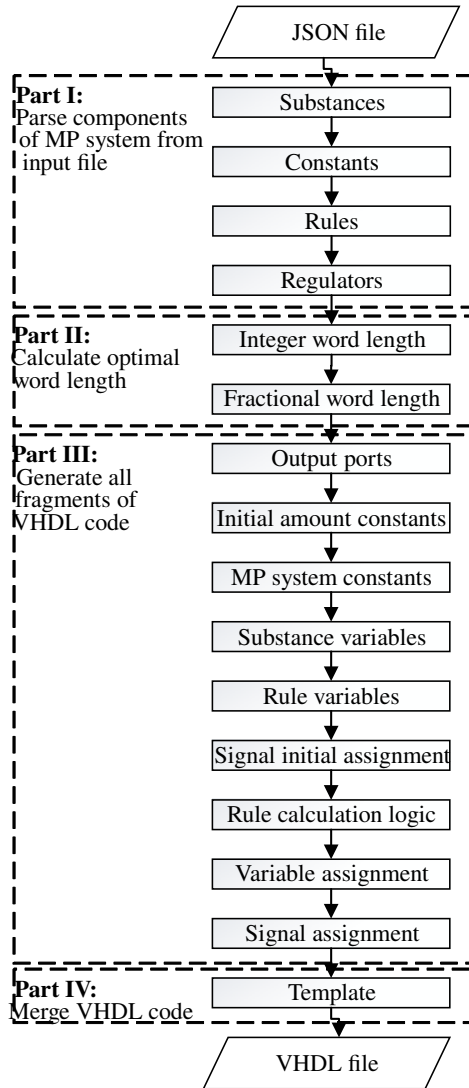 JSON file
Part I:
Parse components
of MP system from
input file
Substances
Constants
Rules
Regulators
Part II:
Calculate optimal
word length
Integer word length
Fractional word length
Part III:
Generate all
fragments of
VHDL code
Output ports
Initial amount constants
MP system constants
Substance variables
Rule variables
Signal initial assignment
Rule calculation logic
Variable assignment
Signal assignment
Part IV:
Merge VHDL code
Template
VHDL file